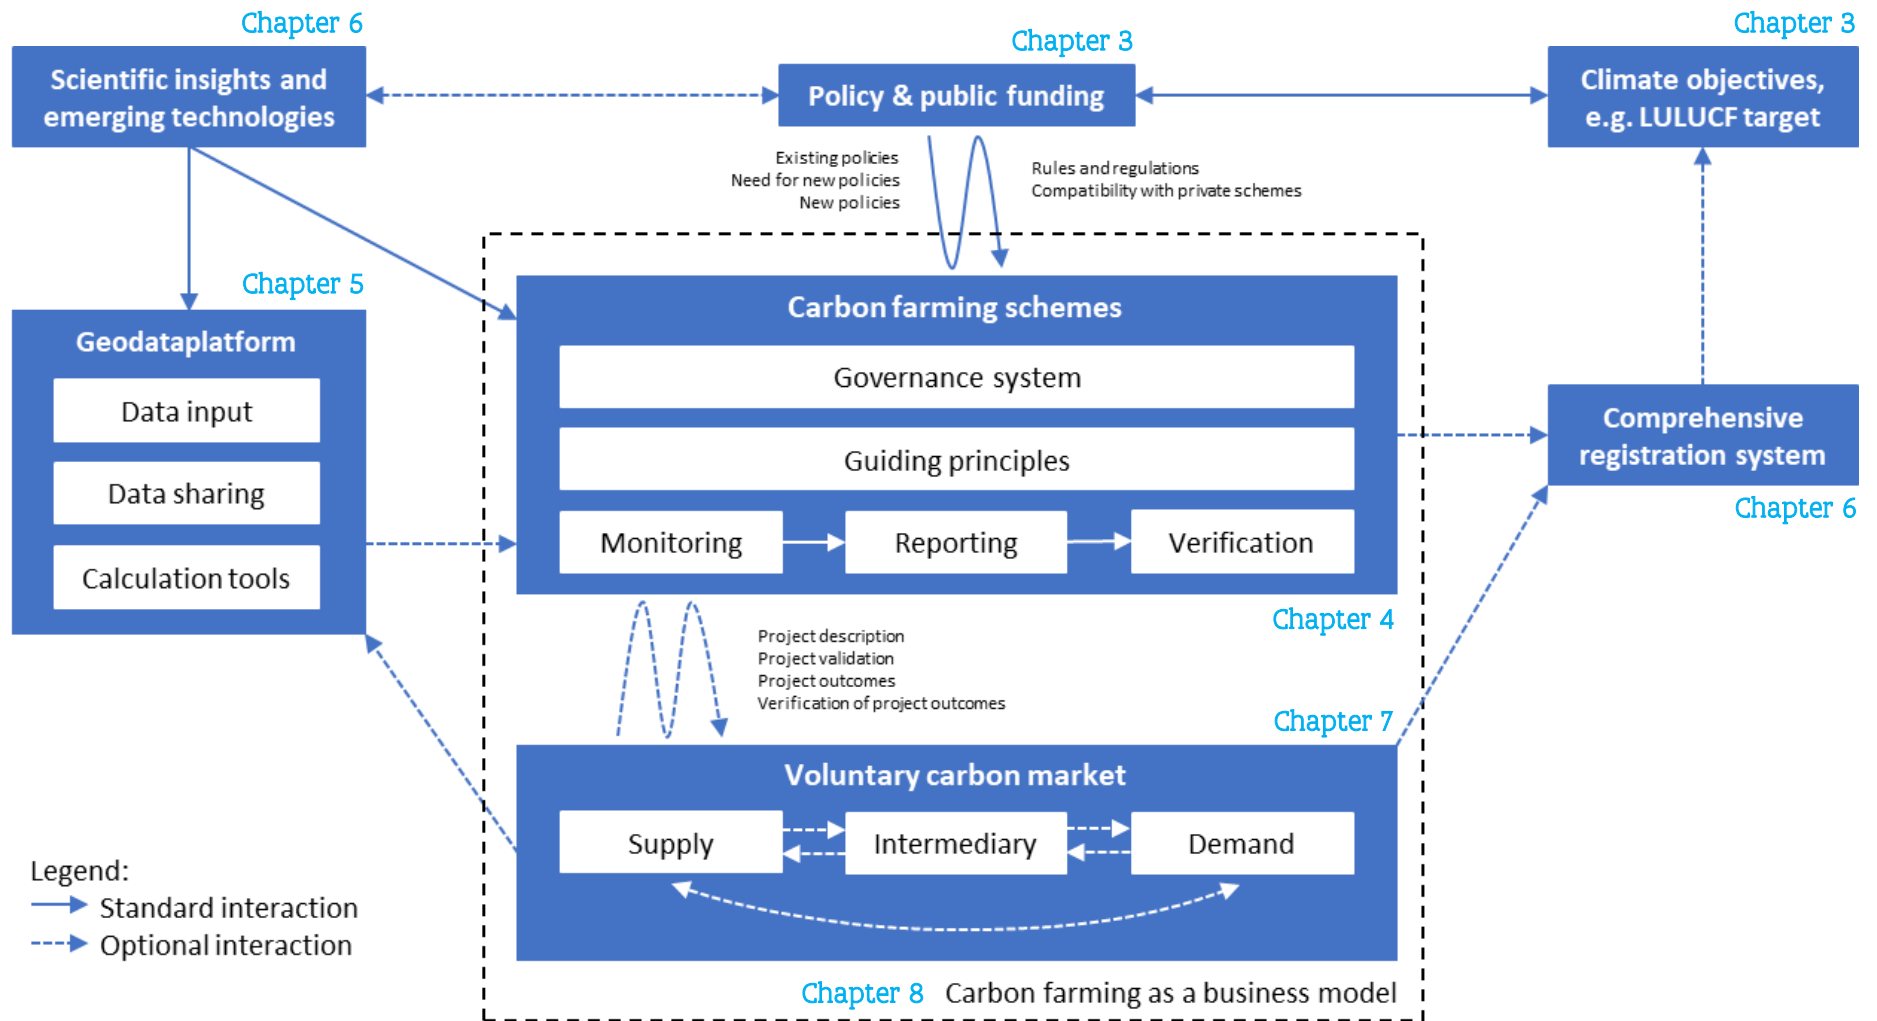 Chapter 6
Scientific insights and
emerging technologies
Chapter 3
Policy & public funding
Chapter 3
Climate objectives,
e.g. LULUCF target
Existing policies
Need for new policies
New policies
Rules and regulations
Compatibility with private schemes
Chapter 5
Geodataplatform
Data input
Data sharing
Calculation tools
Carbon farming schemes
Governance system
Guiding principles
Monitoring
Reporting
Verification
Chapter 4
Comprehensive
registration system
Chapter 6
Project description
Project validation
Project outcomes
Verification of project outcomes
Chapter 7
Voluntary carbon market
Supply
Intermediary
Demand
Chapter 8 Carbon farming as a business model
Legend:
Standard interaction
Optional interaction